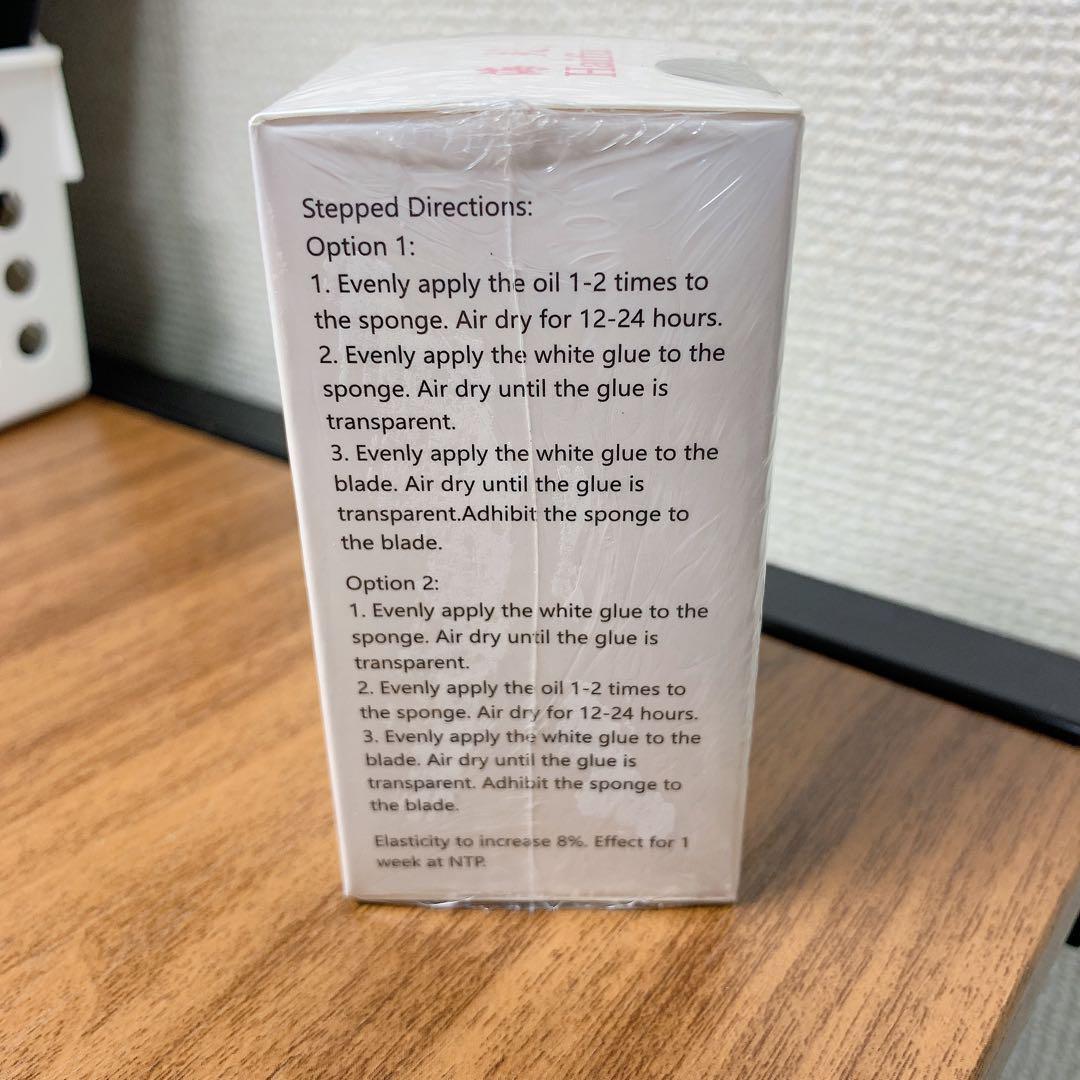 海夫
Haifu
Stepped Directions:
Option 1:
1. Evenly apply the oil 1-2 times to
the sponge. Air dry for 12-24 hours.
2. Evenly apply the white glue to the
sponge. Air dry until the glue is
transparent.
3. Evenly apply the white glue to the
blade. Air dry until the glue is
transparent.Adhibit the sponge to
the blade.
Option 2:
1. Evenly apply the white glue to the
sponge. Air dry until the glue is
transparent.
2. Evenly apply the oil 1-2 times to
the sponge. Air dry for 12-24 hours.
3. Evenly apply the white glue to the
blade. Air dry until the glue is
transparent. Adhibit the sponge to
the blade.
Elasticity to increase 8%. Effect for 1
week at NTP.